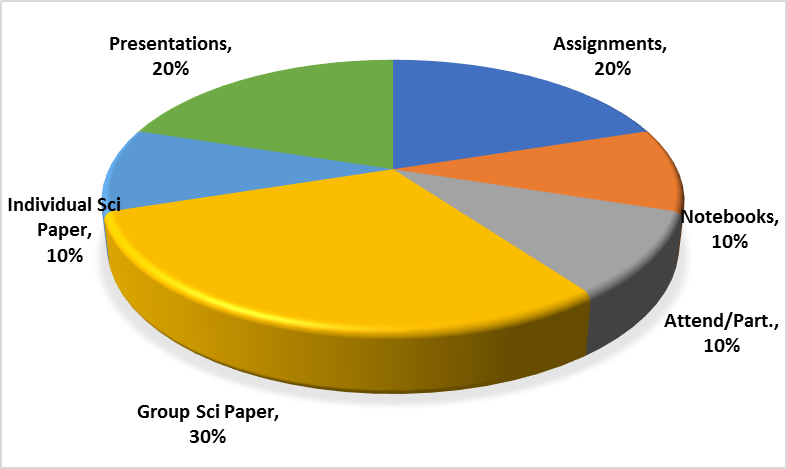 Presentations,
20%
Assignments,
20%
Individual Sci
Paper,
10%
Notebooks,
10%
Attend/Part.,
10%
Group Sci Paper,
30%